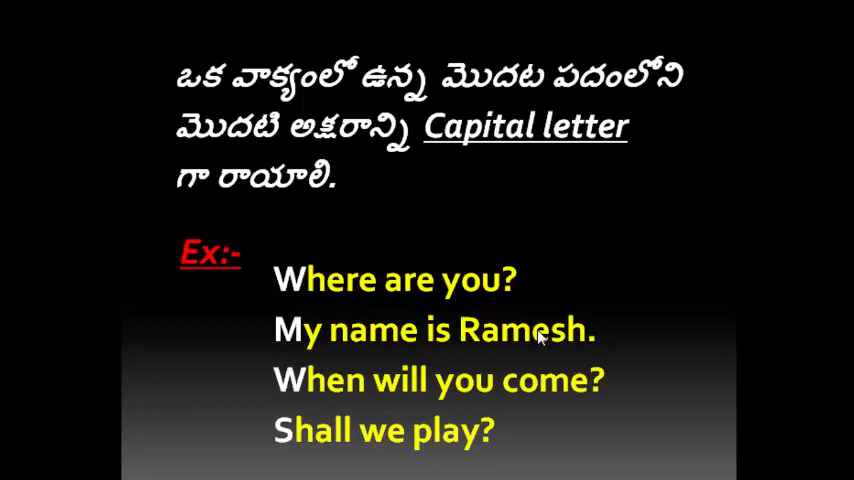 ఒక వాక్యంలో ఉన్న మొదట పదంలోని
మొదటి అక్షరాన్ని Capital letter
గా రాయాలి.
Ex:-
Where are you?
My name is Ramesh.
When will you come?
Shall we play?